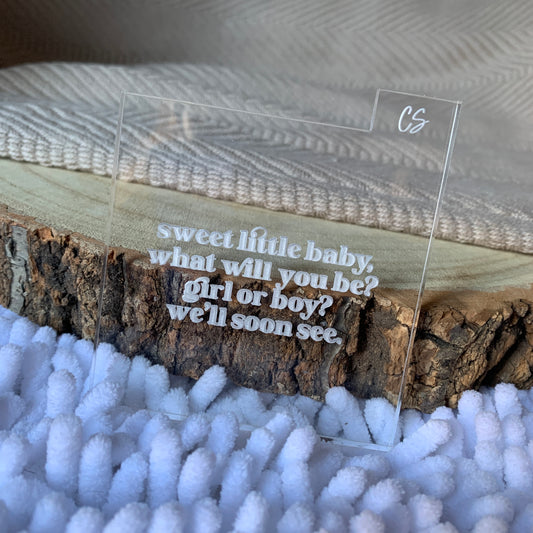 CS
sweet little baby,
what will you be?
girl or boy?
we'll soon see.